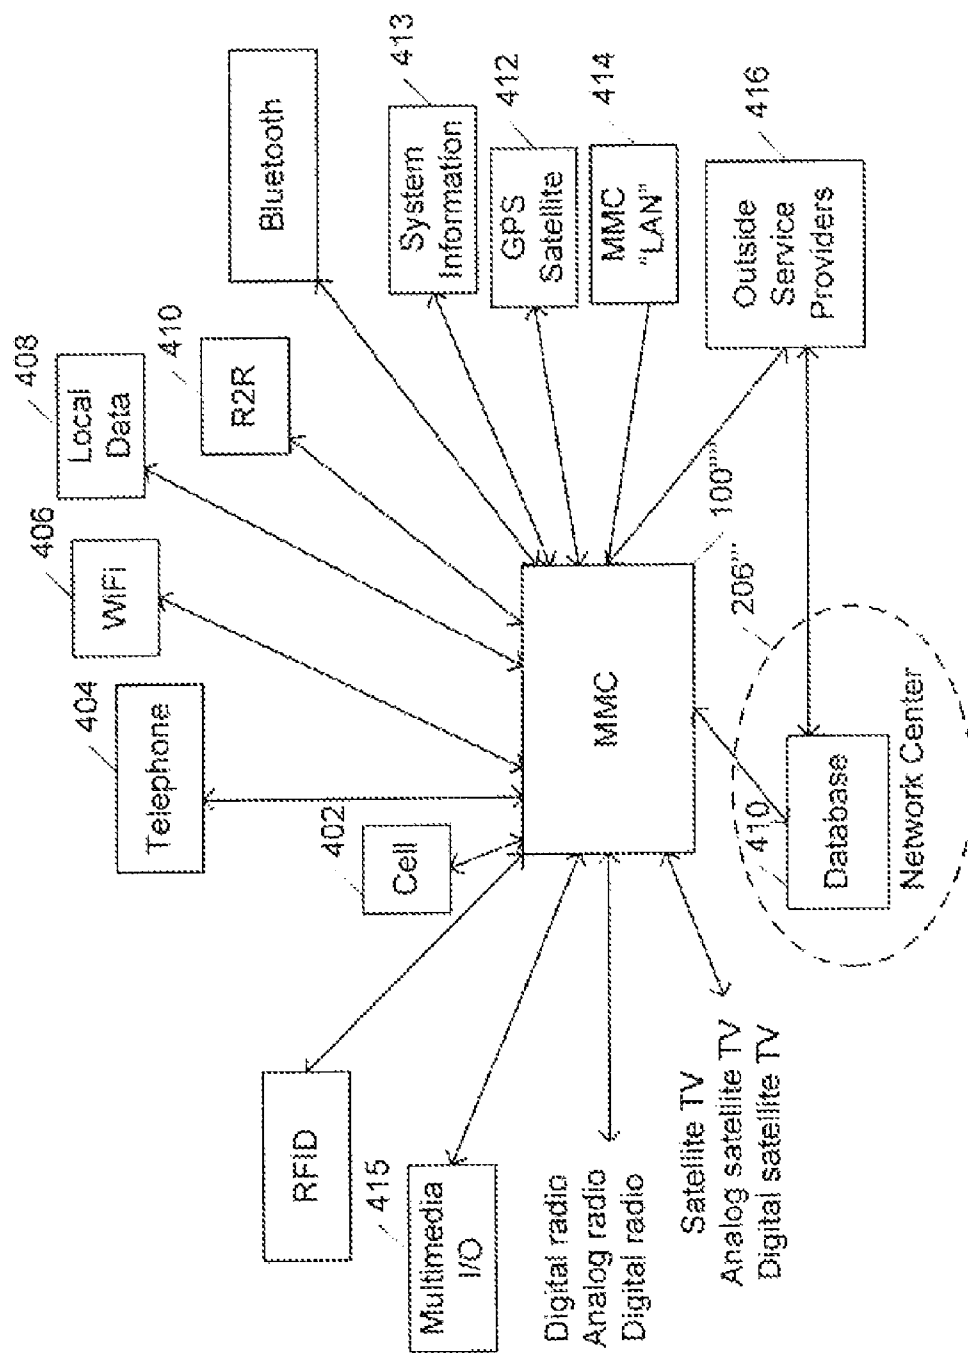 408
Local
Data
406
WiFi
404
Telephone
410
R2R
Bluetooth
RFID
402
Cell
413
System
Information
415
Multimedia
I/O
412
GPS
Satellite
Digital radio
Analog radio
Digital radio
MMC
414
MMC
"LAN"
Satellite TV
Analog satellite TV
Digital satellite TV
100""
206"'
416
Outside
Service
Providers
410
Database
Network Center